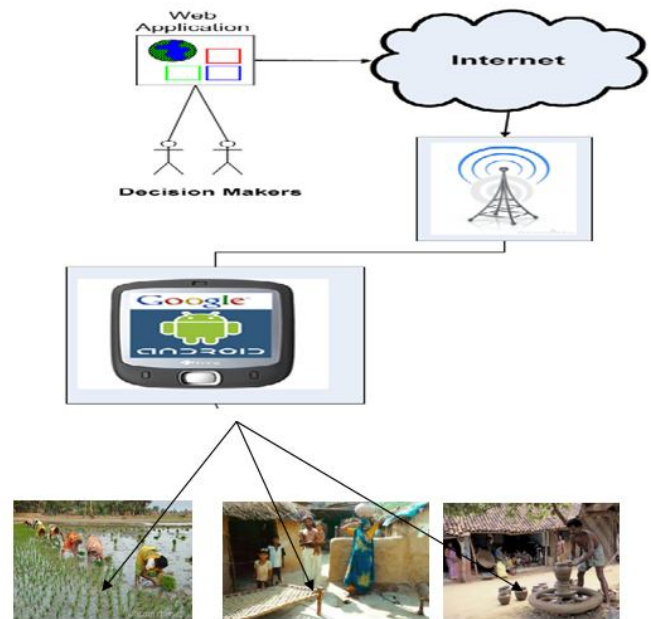 Web
Application
Internet
Decision Makers
Google
ANDROID